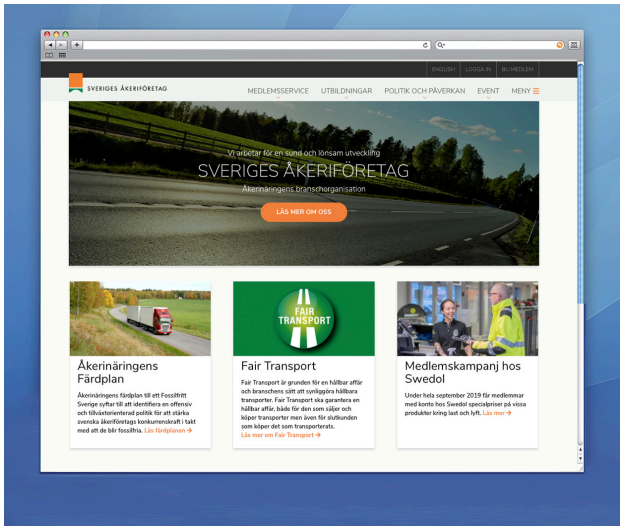 ENGLISH LOGGA IN BLI MEDLEM
SVERIGES ÅKERIFÖRETAG
MEDLEMSSERVICE UTBILDNINGAR POLITIK OCH PÅVERKAN EVENT MENY
Vi arbetar för en sund och lönsam utveckling
SVERIGES ÅKERIFÖRETAG
Åkerinäringens branschorganisation
LÄS MER OM OSS
FAIR
TRANSPORT
Åkerinäringens
Färdplan
Åkerinäringens färdplan till ett Fossilfritt
Sverige syftar till att identifiera en offensiv
och tillväxtorienterad politik för att stärka
svenska åkeriföretags konkurrenskraft i takt
med att de blir fossilfria. Läs färdplanen →
Fair Transport
Fair Transport är grunden för en hållbar affär
och branschens sätt att synliggöra hållbara
transporter. Fair Transport ska garantera en
hållbar affär, både för den som säljer och
köper transporter men även för slutkunden
som köper det som transporterats.
Läs mer om Fair Transport →
Medlemskampanj hos
Swedol
Under hela september 2019 får medlemmar
med konto hos Swedol specialpriser på vissa
produkter kring last och lyft. Läs mer →